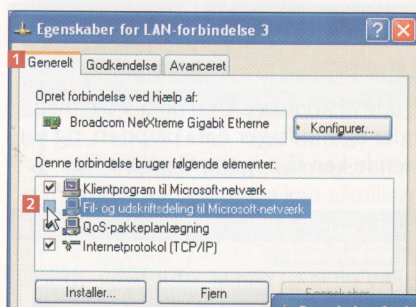 Egenskaber for LAN-forbindelse 3
1
Generelt Godkendelse Avanceret
Opret forbindelse ved hjælp af:
Broadcom NetXtreme Gigabit Etherne Konfigurer...
Denne forbindelse bruger følgende elementer:
Klientprogram til Microsoft-netværk
2 Fil- og udskriftsdeling til Microsoft-netværk
QoS-pakkeplanlægning
Internetprotokol (TCP/IP)
Installer... Fjern Egenskaber